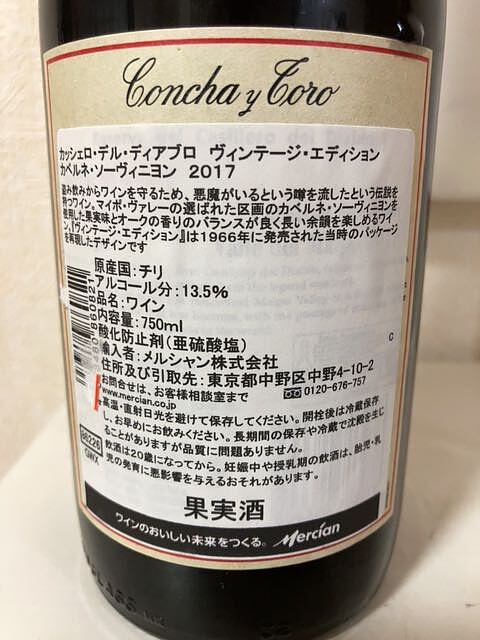 Concha y Toro
カッシェロ・デル・ディアブロ　ヴィンテージ・エディション
カベルネ・ソーヴィニヨン　2017
盗み飲みからワインを守るため、悪魔がいるという噂を流したという伝説を
持つワイン。マイポ・ヴァレーの選ばれた区画のカベルネ・ソーヴィニヨンを
使用した果実味とオークの香りのバランスが良く長い余韻を楽しめるワイ
ン。『ヴィンテージ・エディション』は1966年に発売された当時のパッケージ
を再現したデザインです
原産国：チリ
アルコール分：13.5%
品名：ワイン
内容量：750ml
酸化防止剤（亜硫酸塩）
輸入者：メルシャン株式会社
住所及び引取先：東京都中野区中野4-10-2
お問合せは、お客様相談室まで 0120-676-757
www.mercian.co.jp
高温・直射日光を避けて保存してください。開栓後は冷蔵保存
し、お早めにお飲みください。長期間の保存や冷蔵で沈殿を生じ
ることがありますが品質に問題ありません。
飲酒は20歳になってから。妊娠中や授乳期の飲酒は、胎児・乳
児の発育に悪影響を与えるおそれがあります。
果実酒
ワインのおいしい未来をつくる。 Mercian